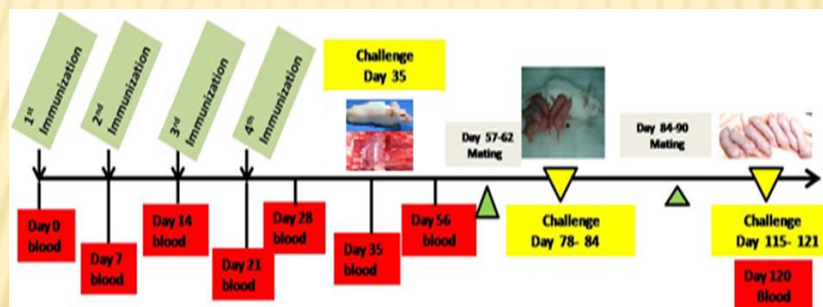 1st
Immunization
2nd
Immunization
3rd
Immunization
4th
Immunization
Challenge
Day 35
Day 57-62
Mating
Day 84-90
Mating
Day 0
blood
Day 7
blood
Day 14
blood
Day 21
blood
Day 28
blood
Day 35
blood
Day 56
blood
Challenge
Day 78- 84
Challenge
Day 115- 121
Day 120
Blood